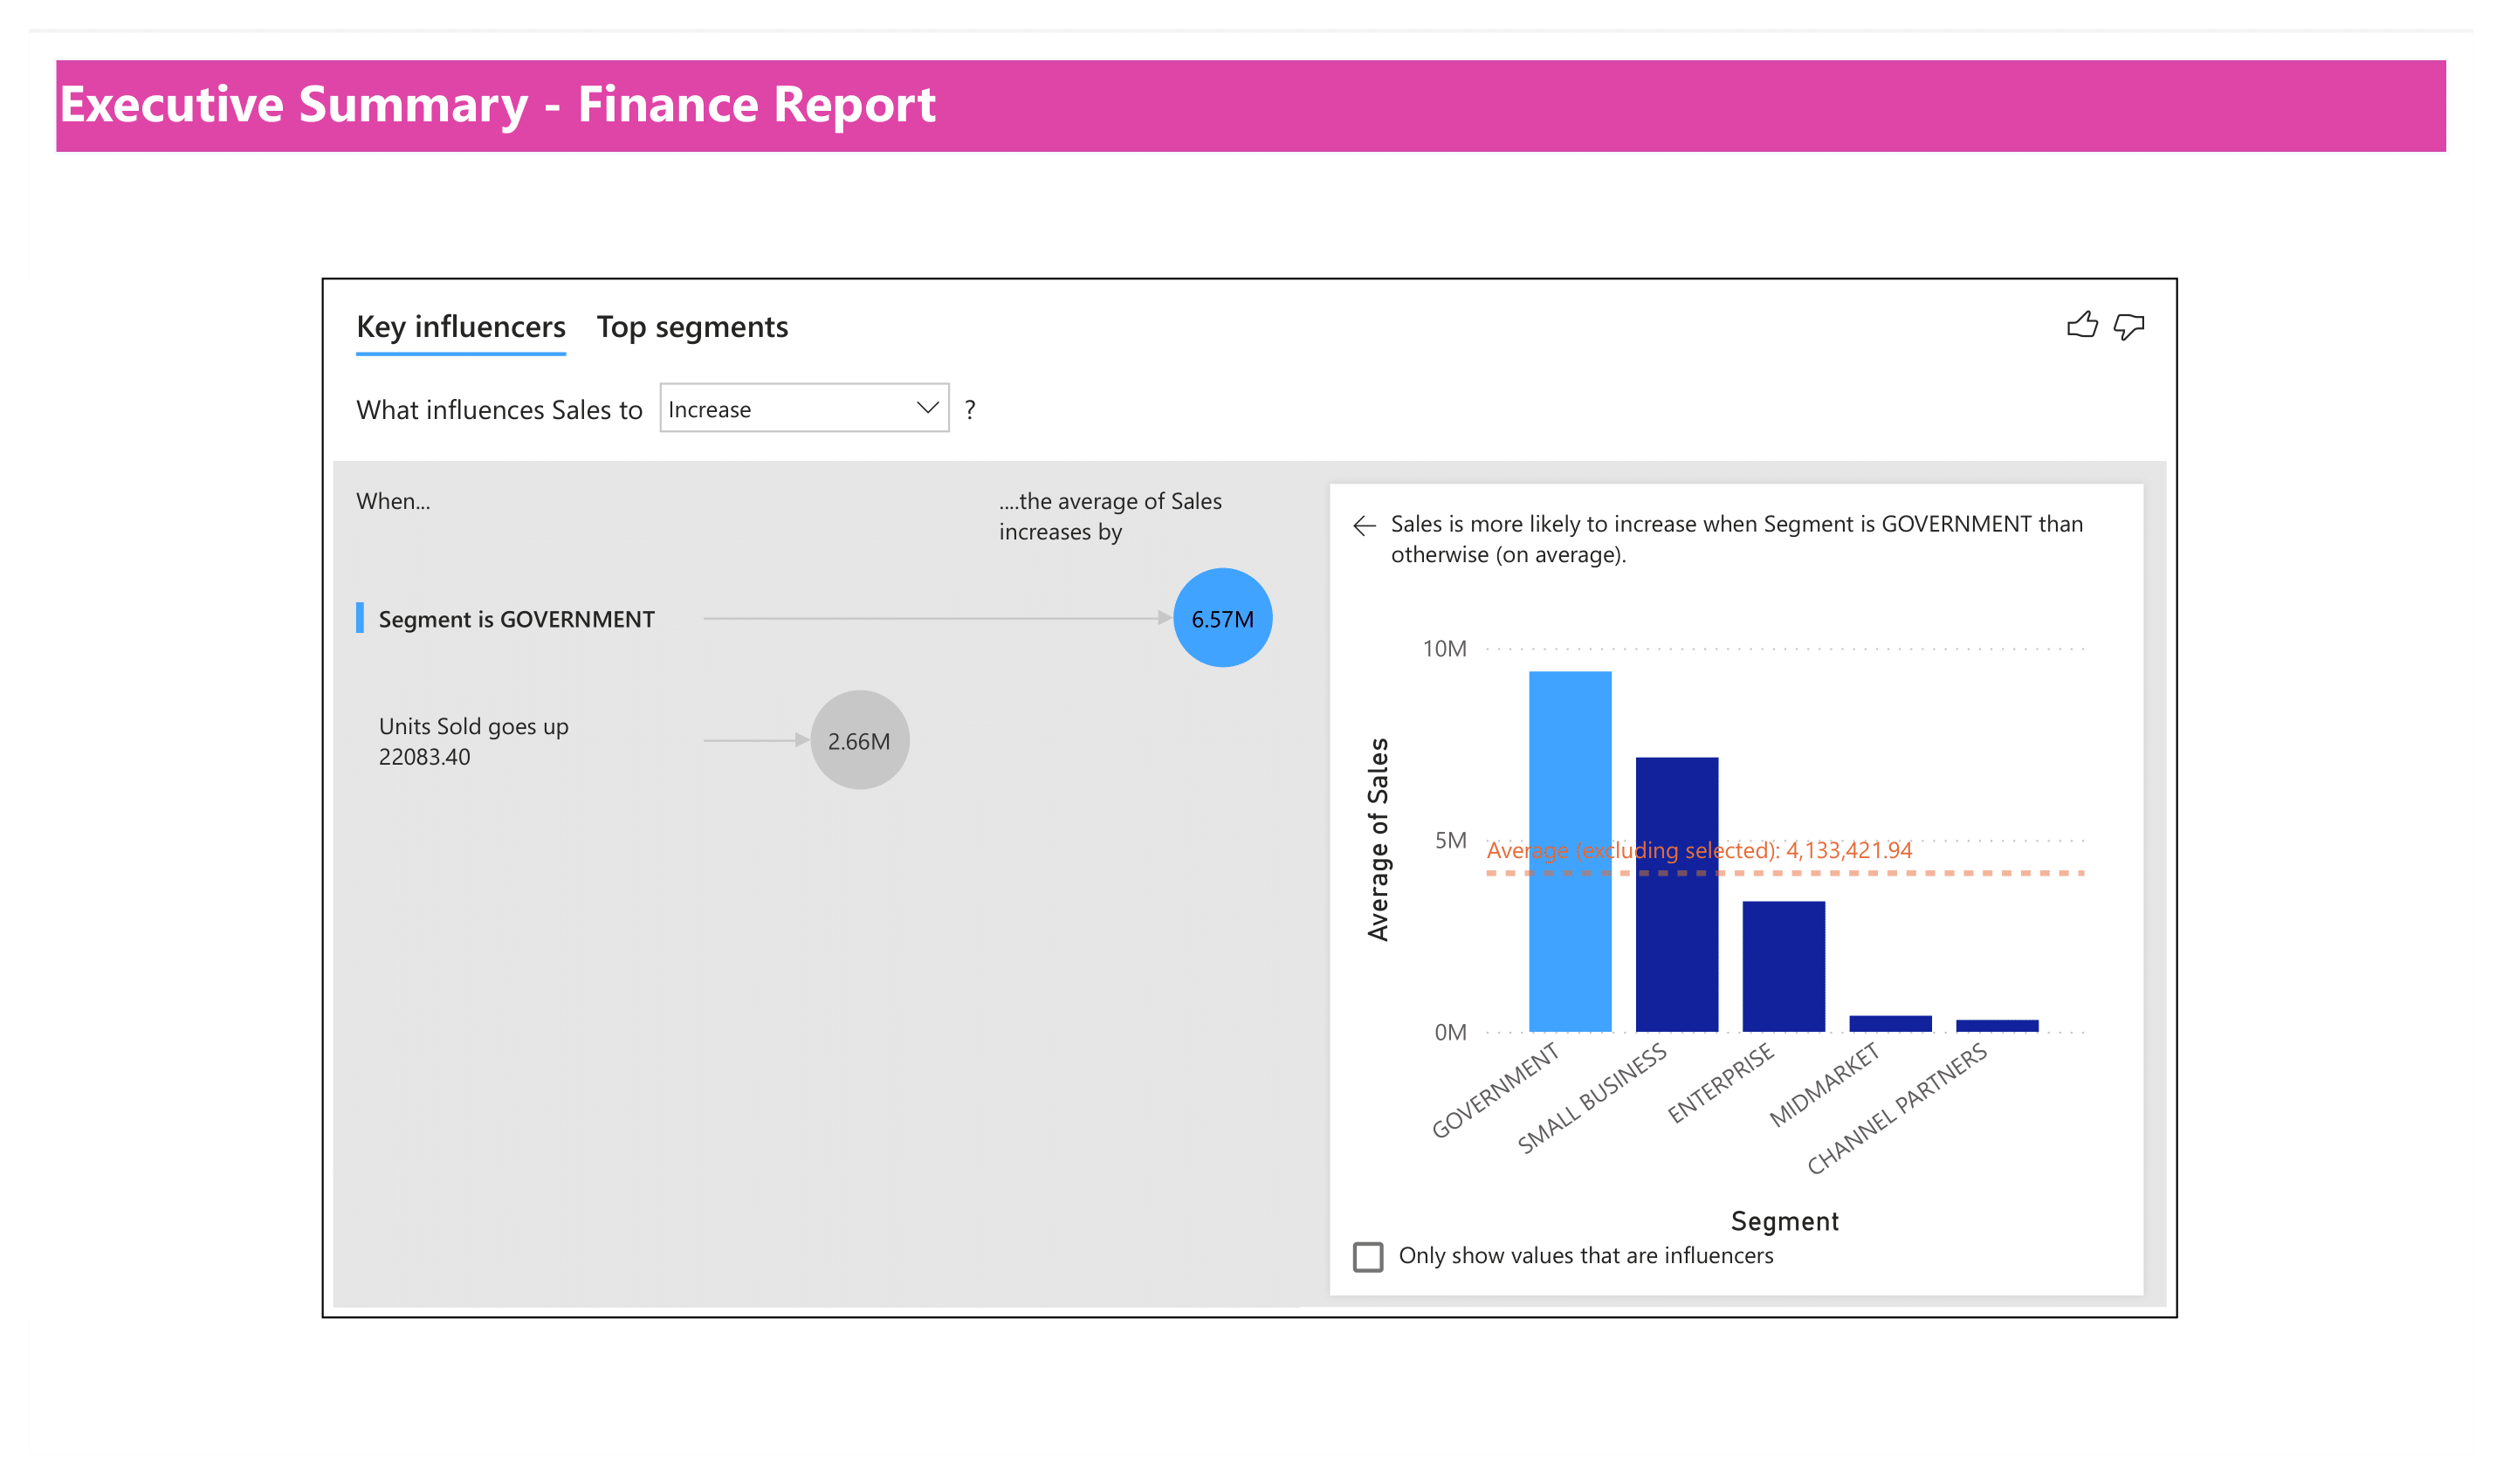 Executive Summary - Finance Report
Key influencers Top segments
What influences Sales to Increase ?
When...
....the average of Sales
increases by
Segment is GOVERNMENT
6.57M
Units Sold goes up
22083.40
2.66M
Sales is more likely to increase when Segment is GOVERNMENT than
otherwise (on average).
10M
5M
0M
Average of Sales
Average (excluding selected): 4,133,421.94
GOVERNMENT
SMALL BUSINESS
ENTERPRISE
MIDMARKET
CHANNEL PARTNERS
Segment
Only show values that are influencers